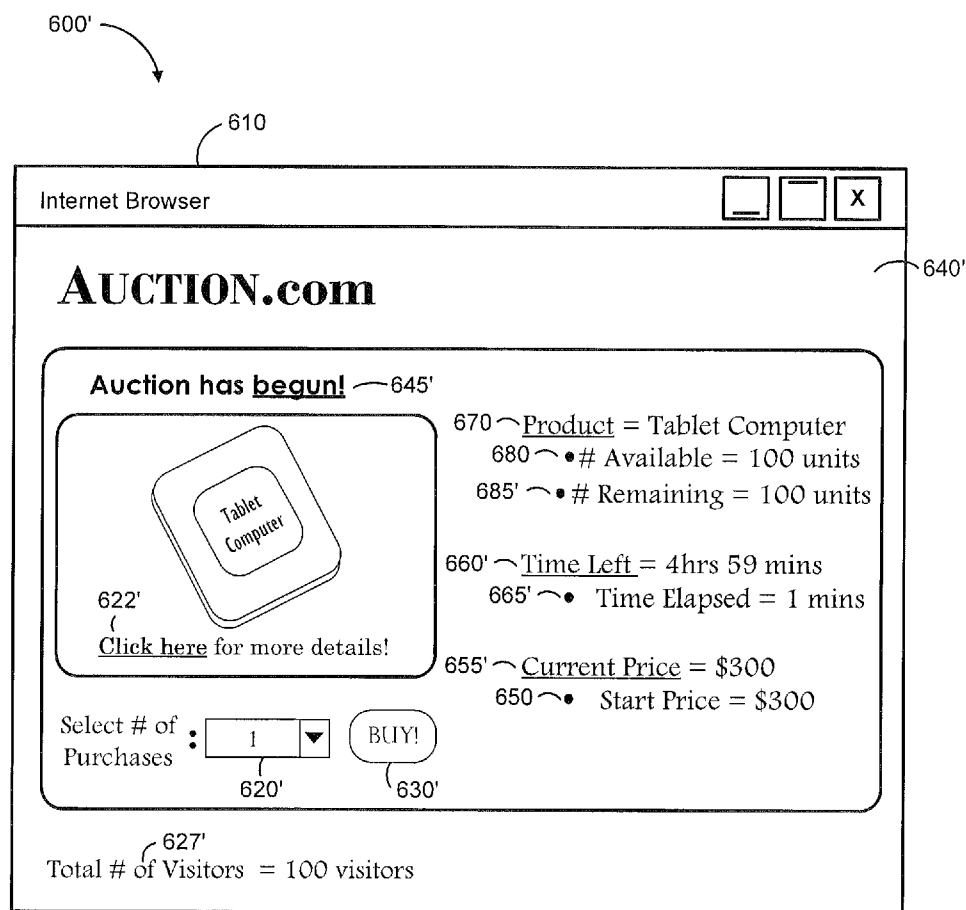 600'
610
Internet Browser
X
640'
AUCTION.com
Auction has begun! 645'
Tablet
Computer
622'
Click here for more details!
670 Product = Tablet Computer
680 • # Available = 100 units
685' • # Remaining = 100 units
660' Time Left = 4hrs 59 mins
665' • Time Elapsed = 1 mins
655' Current Price = $300
650 • Start Price = $300
Select # of
Purchases : 1 BUY!
620' 630'
627'
Total # of Visitors = 100 visitors